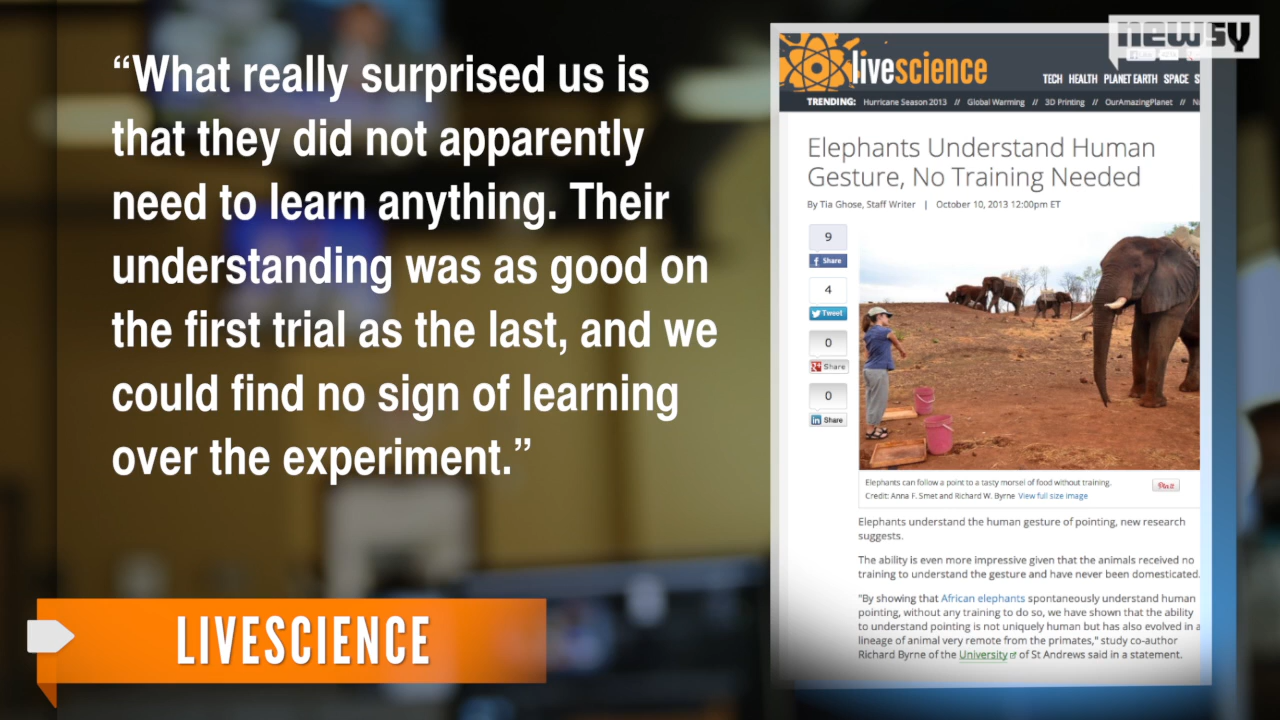 “What really surprised us is
that they did not apparently
need to learn anything. Their
understanding was as good on
the first trial as the last, and we
could find no sign of learning
over the experiment.”
LIVESCIENCE
newsy
livescience
TECH HEALTH PLANET EARTH SPACE S
TRENDING: Hurricane Season 2013 // Global Warming // 3D Printing // OurAmazingPlanet // N
Elephants Understand Human
Gesture, No Training Needed
By Tia Ghose, Staff Writer | October 10, 2013 12:00pm ET
9
Share
4
Tweet
0
Share
0
Share
Elephants can follow a point to a tasty morsel of food without training.
Credit: Anna F. Smet and Richard W. Byrne View full size image
Pin it
Elephants understand the human gesture of pointing, new research
suggests.
The ability is even more impressive given that the animals received no
training to understand the gesture and have never been domesticated.
"By showing that African elephants spontaneously understand human
pointing, without any training to do so, we have shown that the ability
to understand pointing is not uniquely human but has also evolved in a
lineage of animal very remote from the primates," study co-author
Richard Byrne of the University of St Andrews said in a statement.